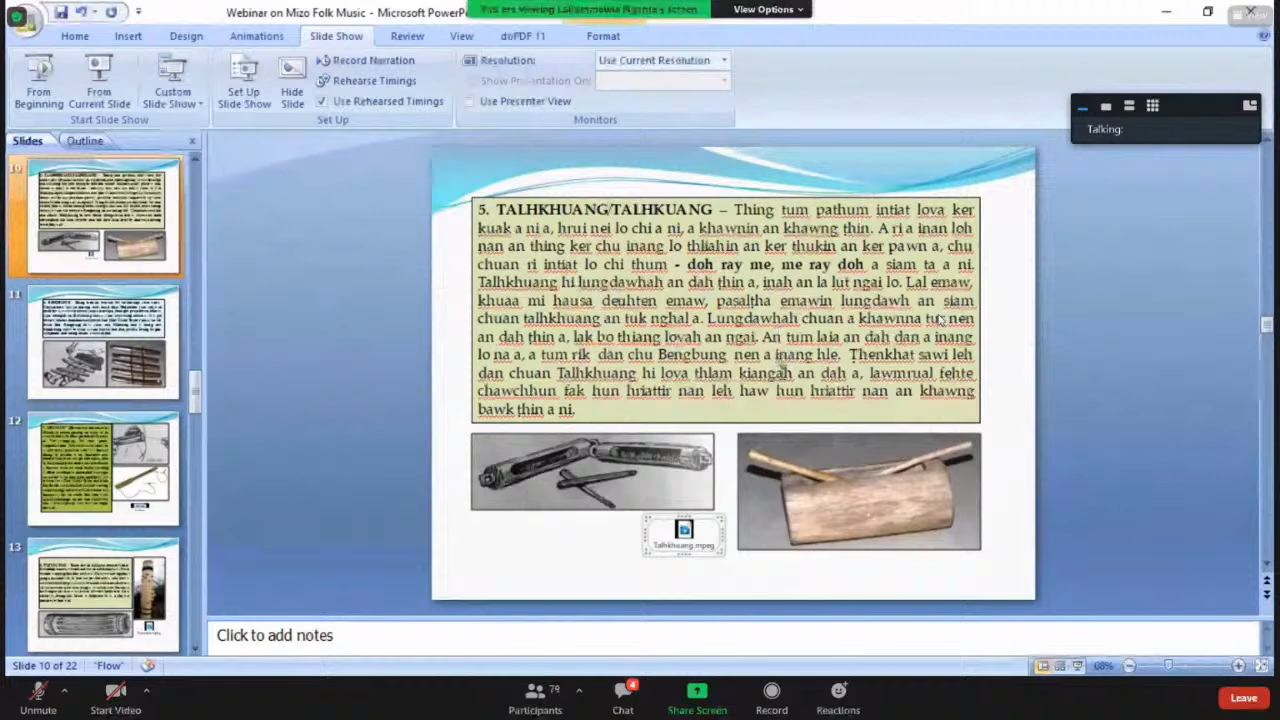 Webinar on Mizo Folk Music - Microsoft
View Options
View
Home Insert Design Animations Slide Show Review View doPDF 11 Format
From Beginning
From Current Slide
Custom Slide Show
Start Slide Show
Set Up Slide Show
Hide Slide
Record Narration
Rehearse Timings
Use Rehearsed Timings
Set Up
Resolution:
Use Current Resolution
Show Presentation On:
Use Presenter View
Monitors
Talking:
Slides Outline
10
11
12
13
5. TALHKHUANG/TALHKUANG – Thing tum pathum intiat lova ker
kuak a ni a, hrui nei lo chi a ni, a khawnin an khawng thin. A ri a inan loh
nan an thing ker chu inang lo thliahin an ker thukin an ker pawn a, chu
chuan ri intiat lo chi thum - doh ray me, me ray doh a siam ta a ni.
Talhkhuang hi lungdawhah an dah thin a, inah an la lut ngai lo. Lal emaw,
khuaa mi hausa deuhten emaw, pasalṭha emawin lungdawh an siam
chuan talhkhuang an tuk nghal a. Lungdawhah chuan a khawnna tuk nen
an dah thin a, lak bo thiang lovah an ngai. An tum laia an dah dan a inang
lo na a, a tum rik dan chu Bengbung nen a inang hle. Ṭhenkhat sawi leh
dan chuan Talhkhuang hi lova thlam kiangah an dah a, lawmrual fehte
chawchhun fak hun hriattir nan leh haw hun hriattir nan an khawng
bawk ṭhin a ni.
Talhkhuang.mpeg
Click to add notes
Slide 10 of 22 "Flow" 68%
Unmute
Start Video
79
Participants
4
Chat
Share Screen
Record
Reactions
Leave